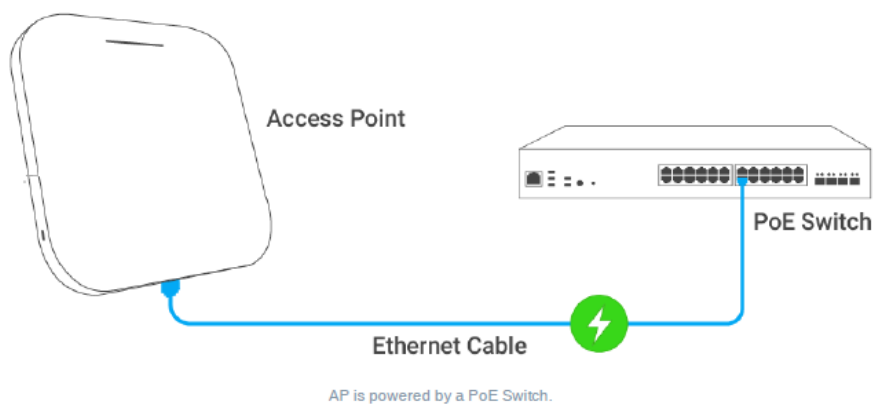 Access Point
PoE Switch
Ethernet Cable
AP is powered by a PoE Switch.